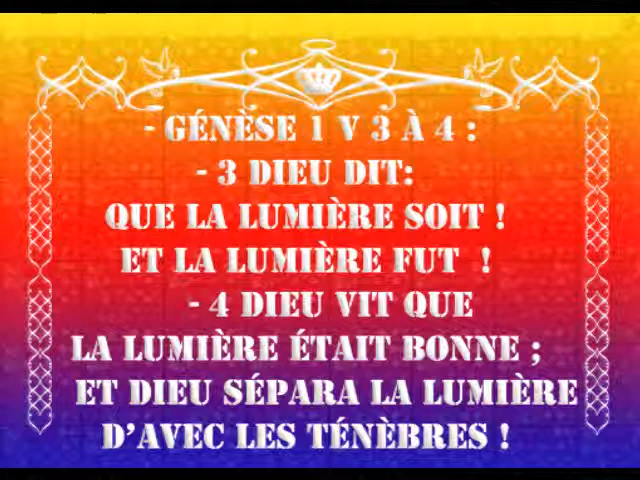 - GÉNÈSE 1 V 3 À 4 :
- 3 DIEU DIT:
QUE LA LUMIÈRE SOIT !
ET LA LUMIÈRE FUT !
- 4 DIEU VIT QUE
LA LUMIÈRE ÉTAIT BONNE ;
ET DIEU SÉPARA LA LUMIÈRE
D'AVEC LES TÉNÈBRES !